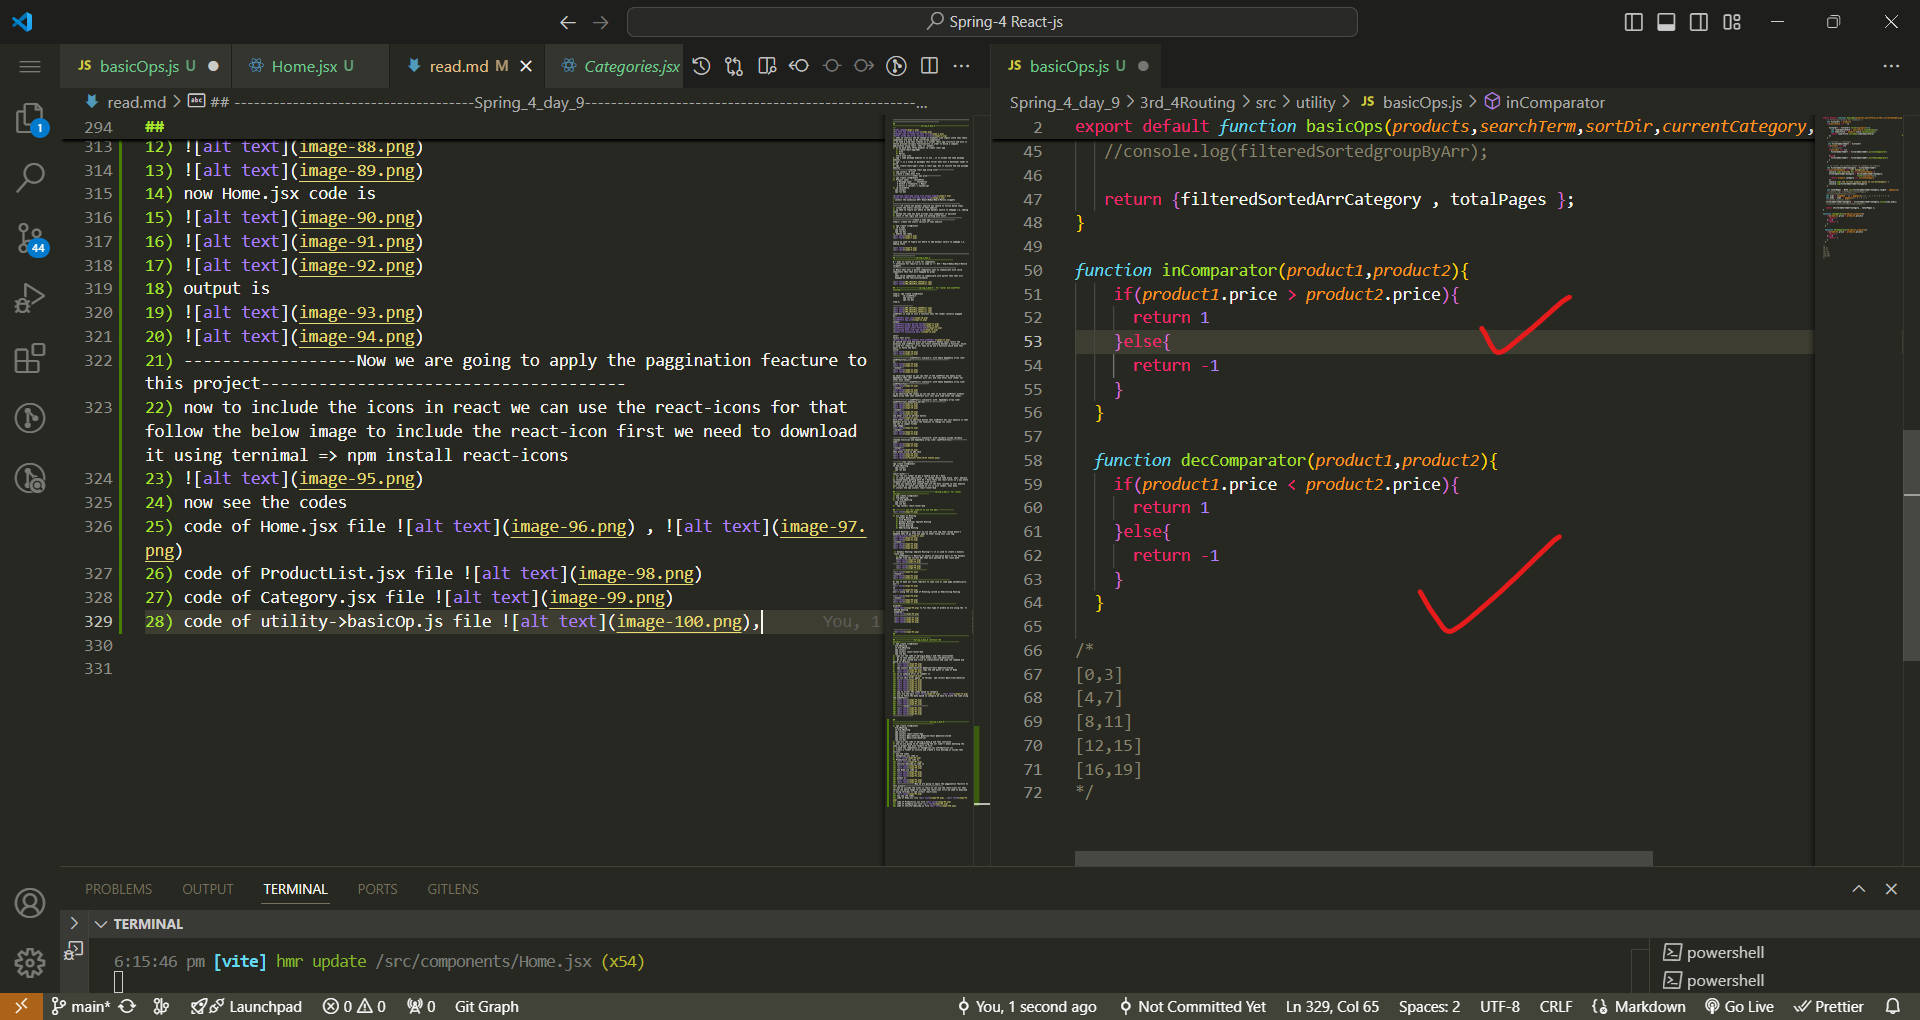 Spring-4 React-js
JS basicOps.js U
Home.jsx U
read.md M
Categories.jsx
JS basicOps.js U
read.md > ## -------------------------------------Spring_4_day_9---------------------------------------------------...
Spring_4_day_9 > 3rd_4Routing > src > utility > JS basicOps.js > inComparator
294 ##
313 12) ![alt text](image-88.png)
314 13) ![alt text](image-89.png)
315 14) now Home.jsx code is
316 15) ![alt text](image-90.png)
317 16) ![alt text](image-91.png)
318 17) ![alt text](image-92.png)
319 18) output is
320 19) ![alt text](image-93.png)
321 20) ![alt text](image-94.png)
322 21) ------------------Now we are going to apply the paggination feacture to
this project--------------------------------------
323 22) now to include the icons in react we can use the react-icons for that
follow the below image to include the react-icon first we need to download
it using ternimal => npm install react-icons
324 23) ![alt text](image-95.png)
325 24) now see the codes
326 25) code of Home.jsx file ![alt text](image-96.png) , ![alt text](image-97.
png)
327 26) code of ProductList.jsx file ![alt text](image-98.png)
328 27) code of Category.jsx file ![alt text](image-99.png)
329 28) code of utility->basicOp.js file ![alt text](image-100.png), You, 1
330
331
2 export default function basicOps(products,searchTerm,sortDir,currentCategory,
45 //console.log(filteredSortedgroupByArr);
46
47 return {filteredSortedArrCategory , totalPages };
48 }
49
50 function inComparator(product1,product2){
51 if(product1.price > product2.price){
52 return 1
53 }else{
54 return -1
55 }
56 }
57
58 function decComparator(product1,product2){
59 if(product1.price < product2.price){
60 return 1
61 }else{
62 return -1
63 }
64 }
65
66 /*
67 [0,3]
68 [4,7]
69 [8,11]
70 [12,15]
71 [16,19]
72 */
1
44
PROBLEMS OUTPUT TERMINAL PORTS GITLENS
TERMINAL
6:15:46 pm [vite] hmr update /src/components/Home.jsx (x54)
powershell
powershell
main* Launchpad 0 0 0 Git Graph You, 1 second ago Not Committed Yet Ln 329, Col 65 Spaces: 2 UTF-8 CRLF Markdown Go Live Prettier